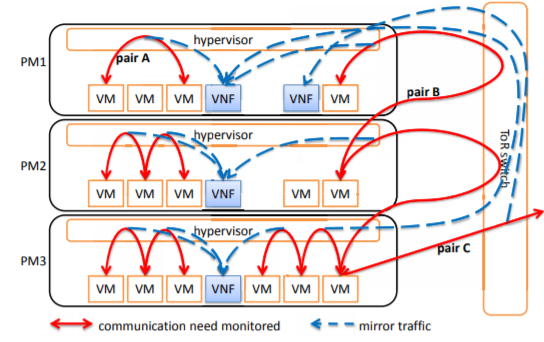 PM1
hypervisor
pair A
VM VM VM VNF VNF VM
pair B
PM2
hypervisor
VM VM VM VNF VM VM
ToR switch
PM3
hypervisor
pair C
VM VM VM VNF VM VM VM
communication need monitored
mirror traffic